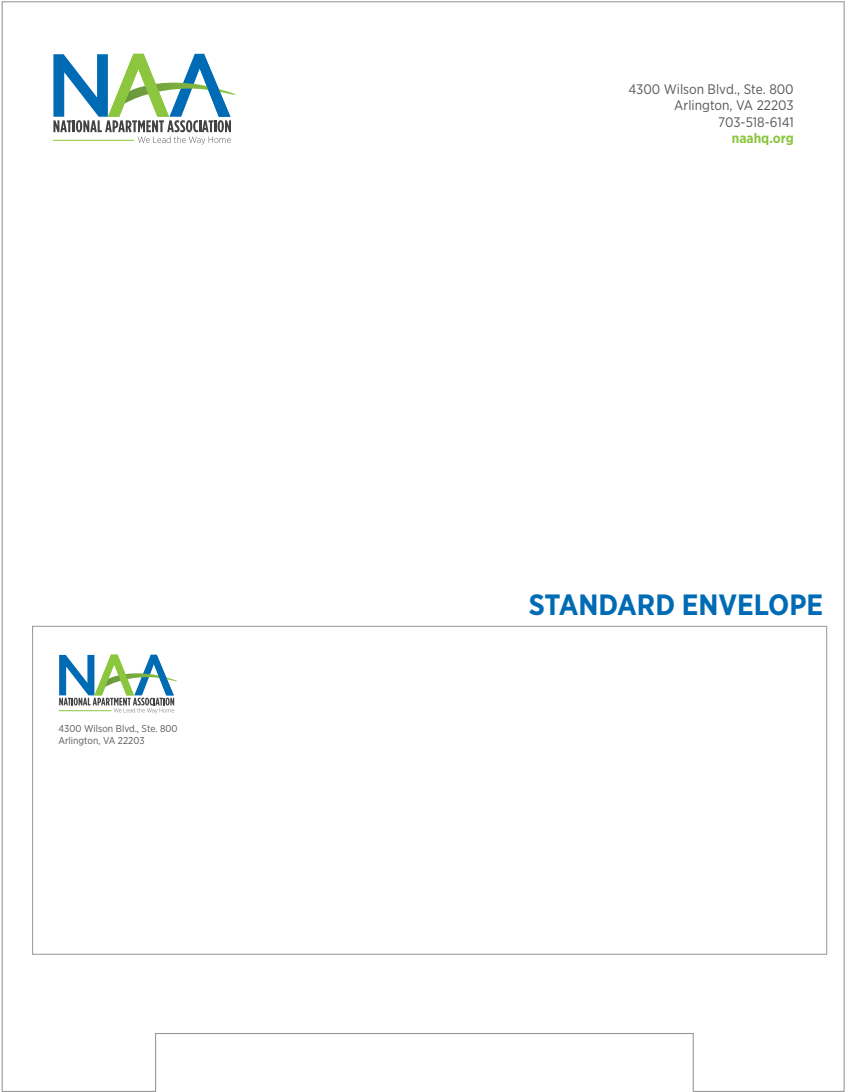 NAA
NATIONAL APARTMENT ASSOCIATION
We Lead the Way Home
4300 Wilson Blvd., Ste. 800
Arlington, VA 22203
703-518-6141
naahq.org
STANDARD ENVELOPE
NAA
NATIONAL APARTMENT ASSOCIATION
We Lead the Way Home
4300 Wilson Blvd., Ste. 800
Arlington, VA 22203